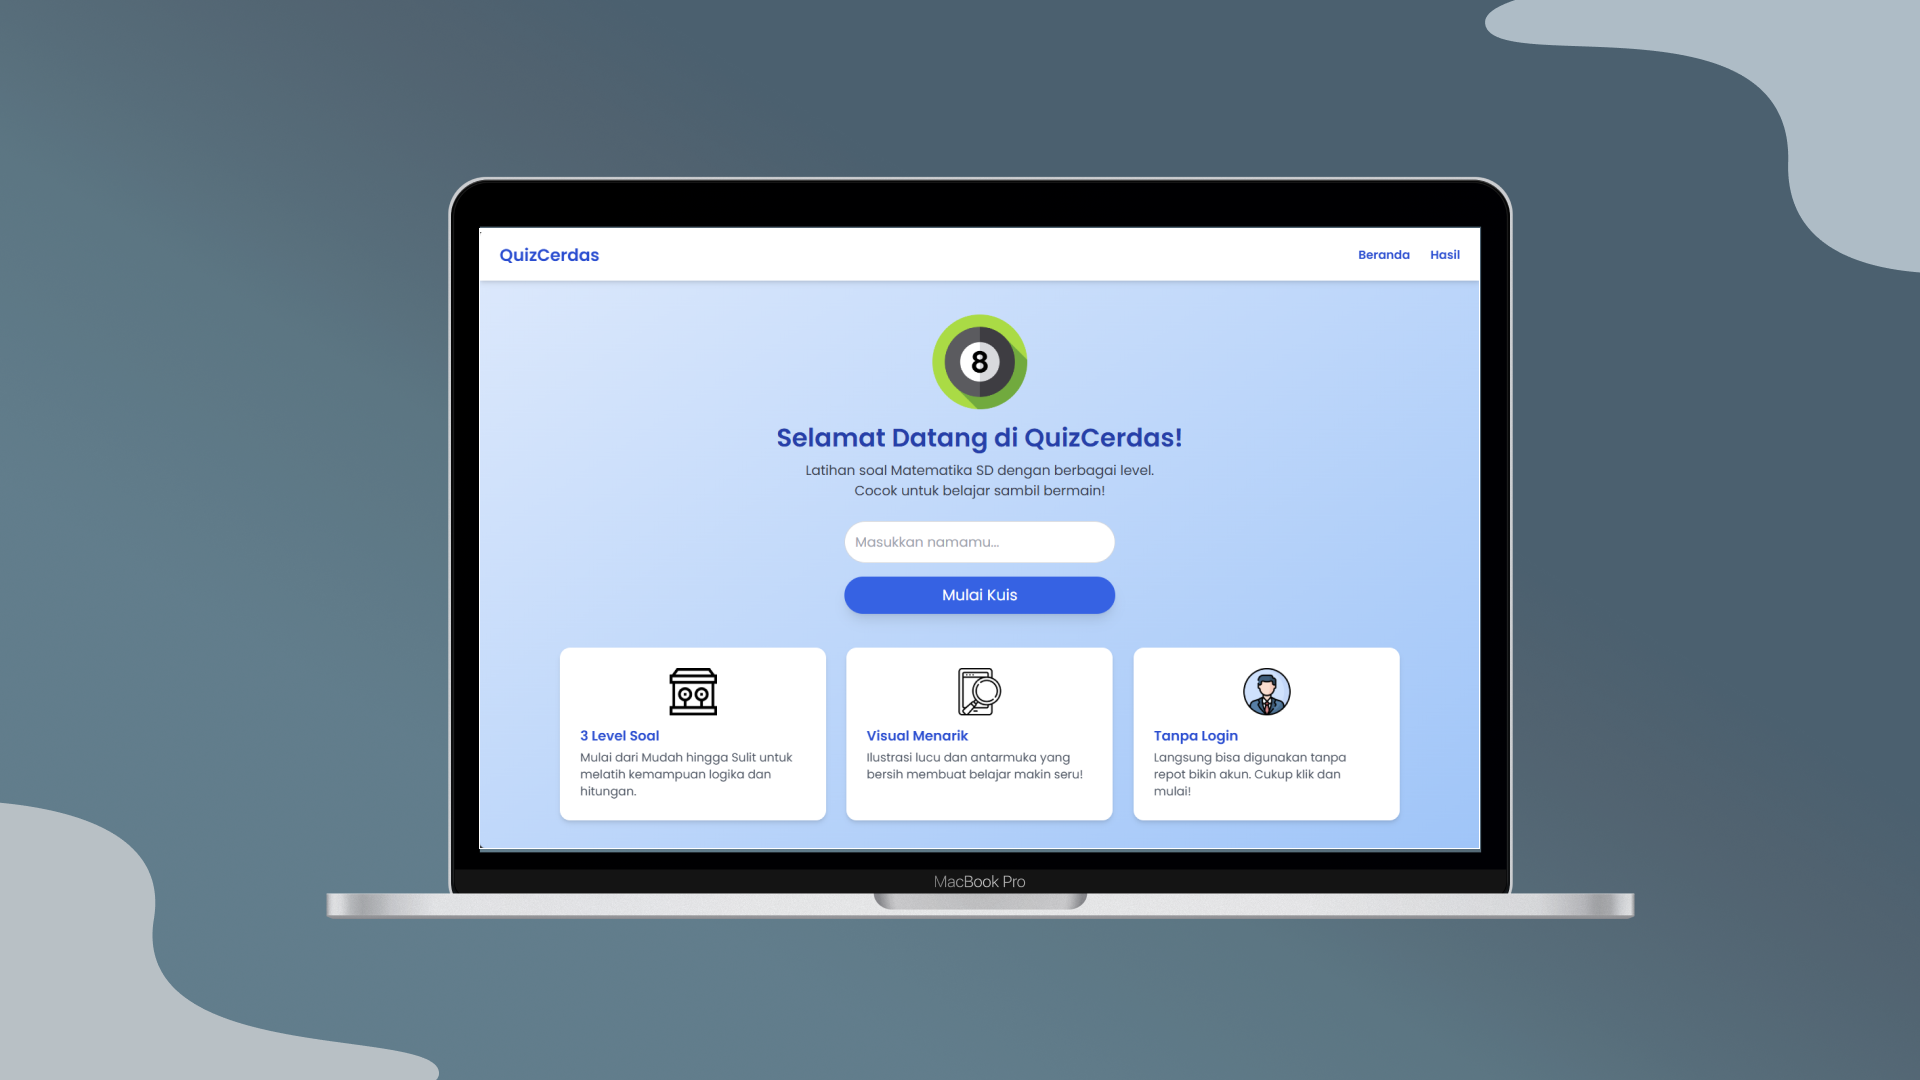 QuizCerdas
Beranda Hasil
8
Selamat Datang di QuizCerdas!
Latihan soal Matematika SD dengan berbagai level.
Cocok untuk belajar sambil bermain!
Masukkan namamu...
Mulai Kuis
3 Level Soal
Mulai dari Mudah hingga Sulit untuk
melatih kemampuan logika dan
hitungan.
Visual Menarik
Ilustrasi lucu dan antarmuka yang
bersih membuat belajar makin seru!
Tanpa Login
Langsung bisa digunakan tanpa
repot bikin akun. Cukup klik dan
mulai!
MacBook Pro